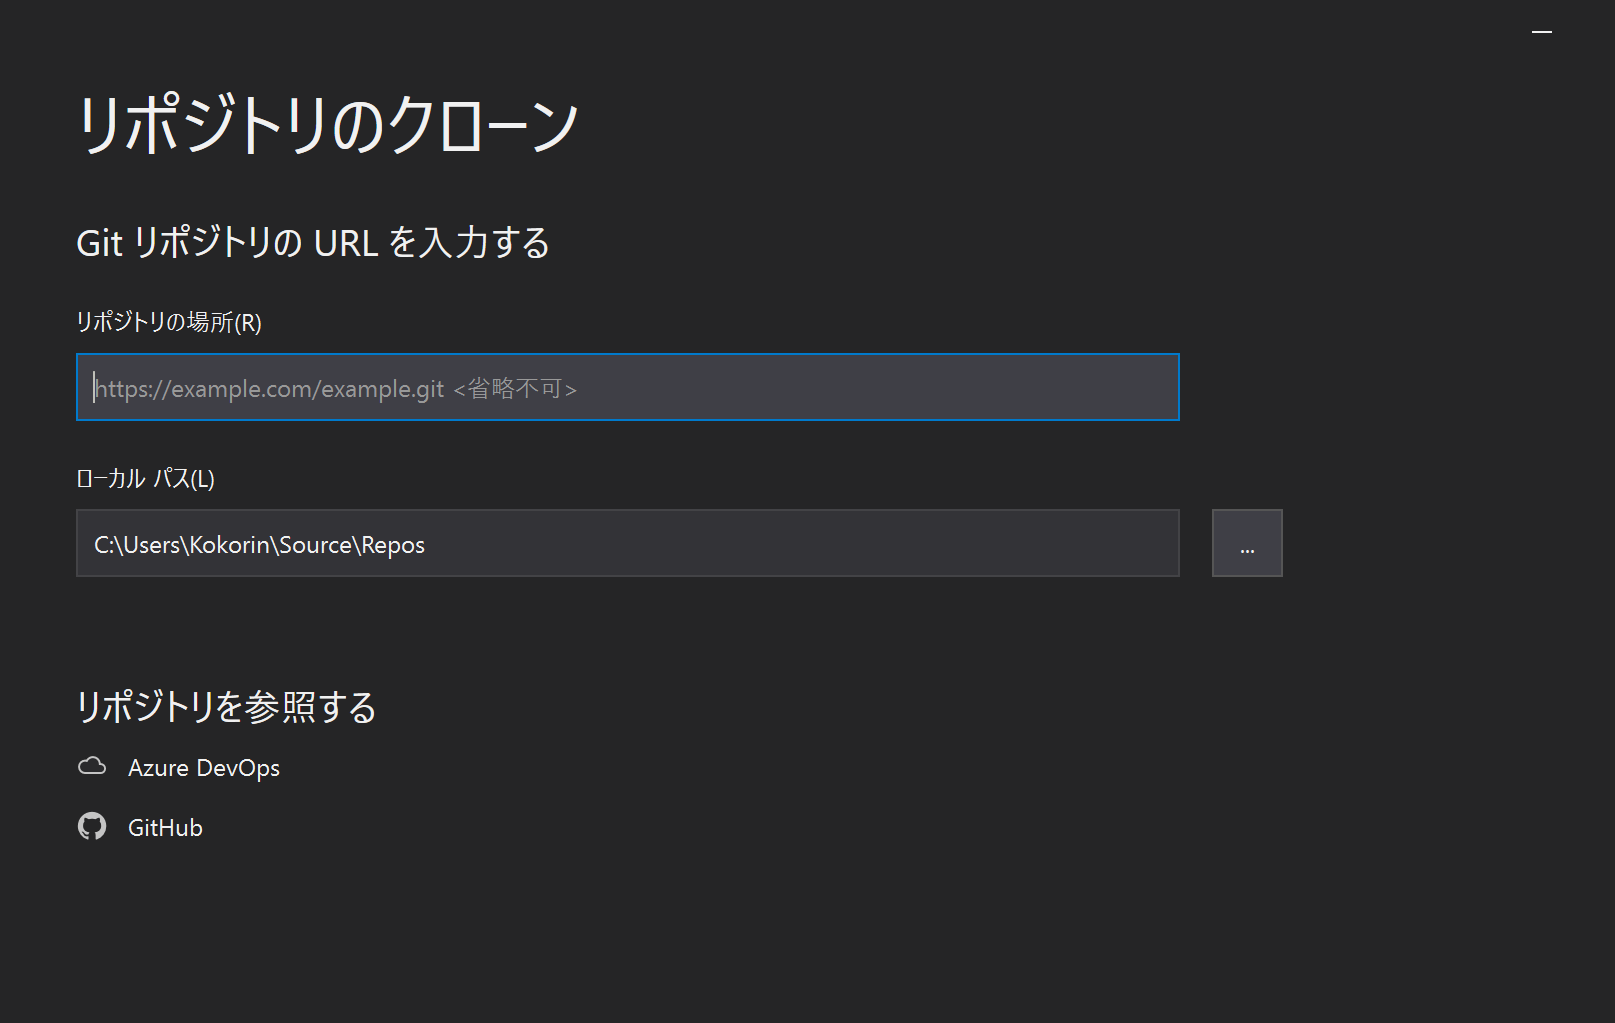 リポジトリのクローン
Git リポジトリの URL を入力する
リポジトリの場所(R)
https://example.com/example.git <省略不可>
ローカル パス(L)
C:\Users\Kokorin\Source\Repos
...
リポジトリを参照する
Azure DevOps
GitHub